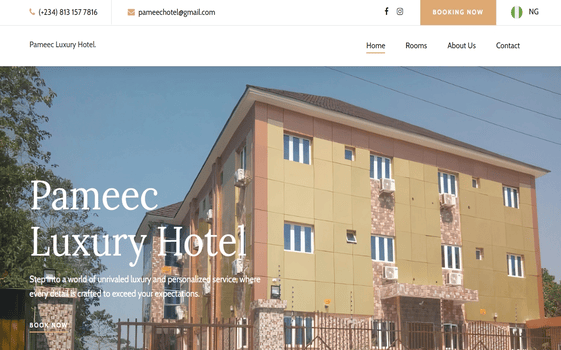 (+234) 813 157 7816
pameechotel@gmail.com
BOOKING NOW
NG
Pameec Luxury Hotel.
Home
Rooms
About Us
Contact
Pameec
Luxury Hotel
Step into a world of unrivaled luxury and personalized service, where
every detail is crafted to exceed your expectations.
BOOK NOW